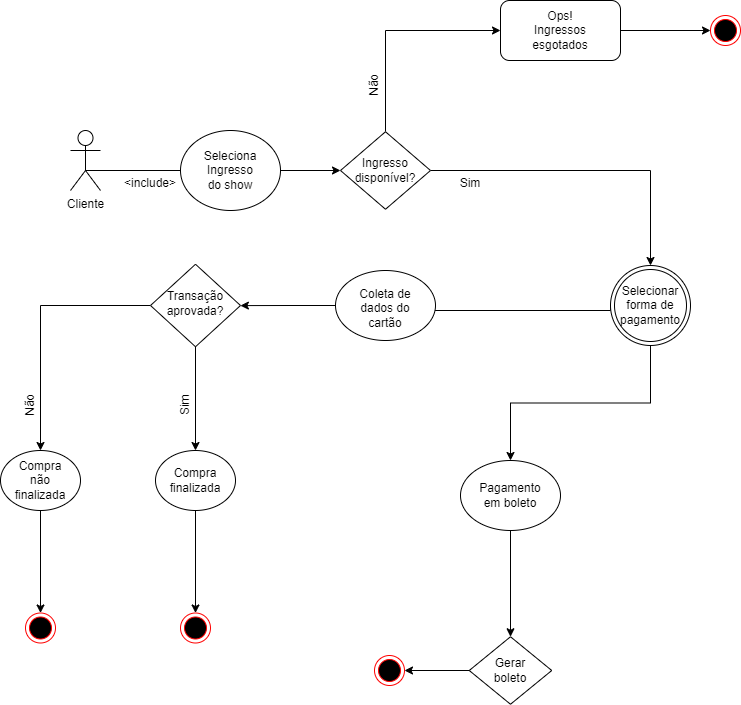 Ops!
Ingressos
esgotados
Não
Seleciona
Ingresso
do show
Ingresso
disponível?
Sim
<include>
Cliente
Selecionar
forma de
pagamento
Coleta de
dados do
cartão
Transação
aprovada?
Não
Sim
Compra
não
finalizada
Compra
finalizada
Pagamento
em boleto
Gerar
boleto